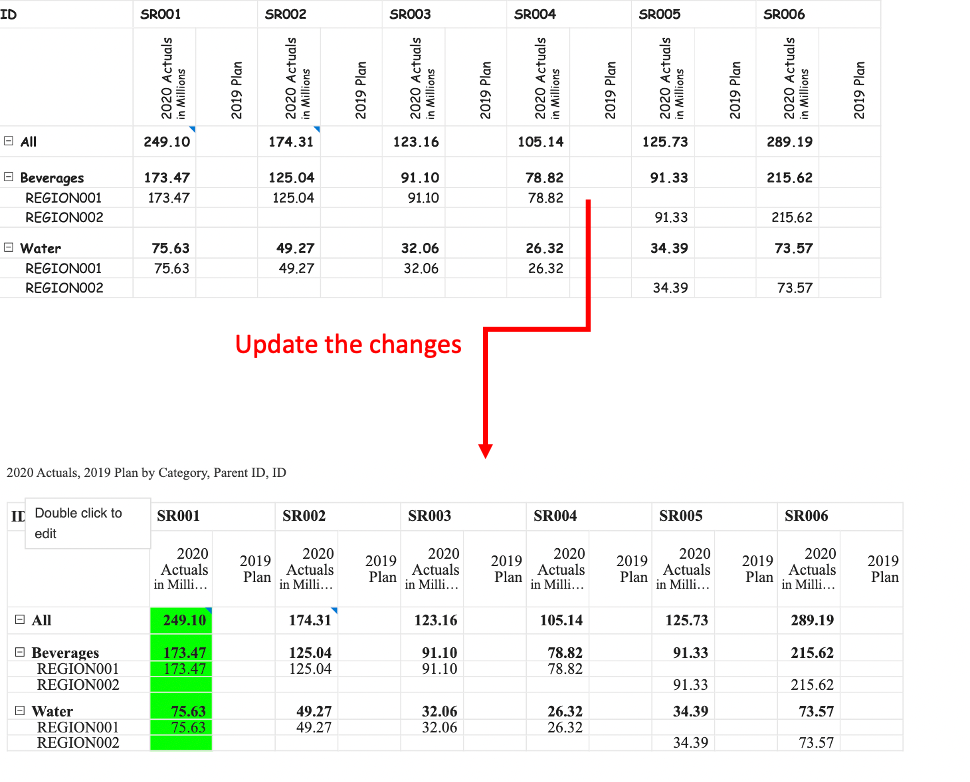 ID SR001 SR002 SR003 SR004 SR005 SR006
2020 Actuals in Millions 2019 Plan 2020 Actuals in Millions 2019 Plan 2020 Actuals in Millions 2019 Plan 2020 Actuals in Millions 2019 Plan 2020 Actuals in Millions 2019 Plan 2020 Actuals in Millions 2019 Plan
All 249.10 174.31 123.16 105.14 125.73 289.19
Beverages 173.47 125.04 91.10 78.82 91.33 215.62
REGION001 173.47 125.04 91.10 78.82
REGION002 91.33 215.62
Water 75.63 49.27 32.06 26.32 34.39 73.57
REGION001 75.63 49.27 32.06 26.32
REGION002 34.39 73.57
Update the changes
2020 Actuals, 2019 Plan by Category, Parent ID, ID
ID SR001 SR002 SR003 SR004 SR005 SR006
Double click to
edit
2020 2020 2020 2020 2020 2020
Actuals 2019 Actuals 2019 Actuals 2019 Actuals 2019 Actuals 2019 Actuals 2019
in Milli... Plan in Milli... Plan in Milli... Plan in Milli... Plan in Milli... Plan in Milli... Plan
All 249.10 174.31 123.16 105.14 125.73 289.19
Beverages 173.47 125.04 91.10 78.82 91.33 215.62
REGION001 173.47 125.04 91.10 78.82
REGION002 91.33 215.62
Water 75.63 49.27 32.06 26.32 34.39 73.57
REGION001 75.63 49.27 32.06 26.32
REGION002 34.39 73.57